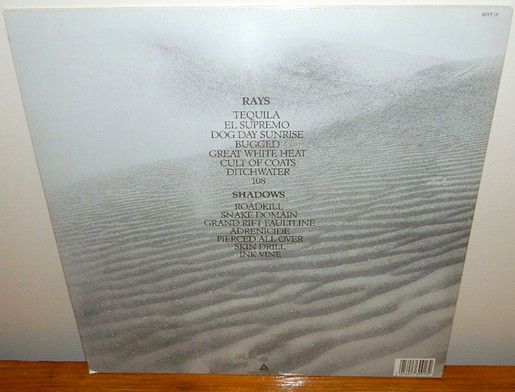 RAYS
TEQUILA
EL SUPREMO
DOG DAY SUNRISE
BUGGED
GREAT WHITE HEAT
CULT OF COATS
DITCHWATER
108
SHADOWS
ROADKILL
SNAKE DOMAIN
GRAND RIFT FAULTLINE
ADRENICIDE
PIERCED ALL OVER
SKIN DRILL
INK VINE